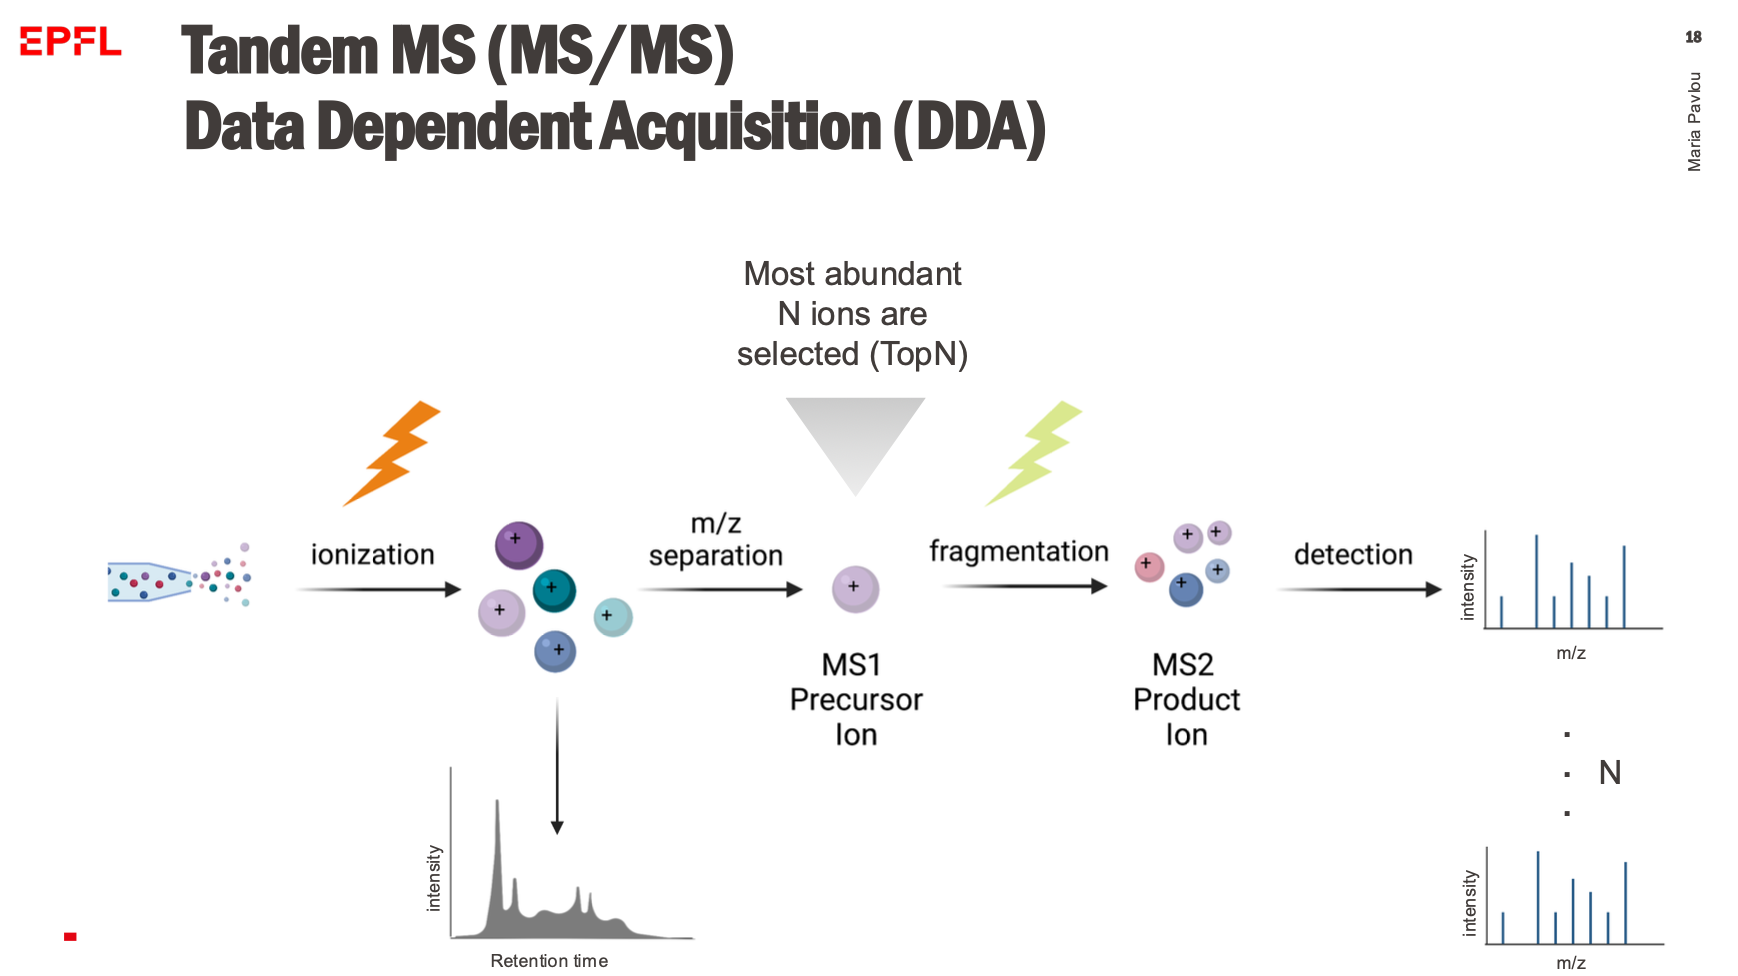 EPFL
Tandem MS (MS/MS)
Data Dependent Acquisition (DDA)
18
Maria Pavlou
Most abundant
N ions are
selected (TopN)
ionization
m/z
separation
fragmentation
detection
+
+
+
+
+
+
+
+
+
+
+
MS1
Precursor
Ion
MS2
Product
Ion
intensity
m/z
N
intensity
Retention time
intensity
m/z